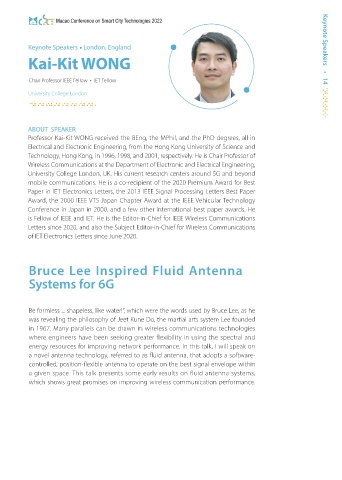 Macao Conference on Smart City Technologies 2022
Keynote Speakers • 14
Keynote Speakers • London, England
Kai-Kit WONG
Chair Professor IEEE Fellow • IET Fellow
University College London
ABOUT SPEAKER
Professor Kai-Kit WONG received the BEng, the MPhil, and the PhD degrees, all in
Electrical and Electronic Engineering, from the Hong Kong University of Science and
Technology, Hong Kong, in 1996, 1998, and 2001, respectively. He is Chair Professor of
Wireless Communications at the Department of Electronic and Electrical Engineering,
University College London, UK. His current research centers around 5G and beyond
mobile communications. He is a co-recipient of the 2020 Premium Award for Best
Paper in IET Electronics Letters, the 2013 IEEE Signal Processing Letters Best Paper
Award, the 2000 IEEE VTS Japan Chapter Award at the IEEE Vehicular Technology
Conference in Japan in 2000, and a few other international best paper awards. He
is Fellow of IEEE and IET. He is the Editor-in-Chief for IEEE Wireless Communications
Letters since 2020, and also the Subject Editor-in-Chief for Wireless Communications
of IET Electronics Letters since June 2020.
Bruce Lee Inspired Fluid Antenna
Systems for 6G
Be formless ... shapeless, like water!", which were the words used by Bruce Lee, as he
was revealing the philosophy of Jeet Kune Do, the martial arts system Lee founded
in 1967. Many parallels can be drawn in wireless communications technologies
where engineers have been seeking greater flexibility in using the spectral and
energy resources for improving network performance. In this talk, I will speak on
a novel antenna technology, referred to as fluid antenna, that adopts a software-
controlled, position-flexible antenna to operate on the best signal envelope within
a given space. This talk presents some early results on fluid antenna systems,
which shows great promises on improving wireless communication performance.